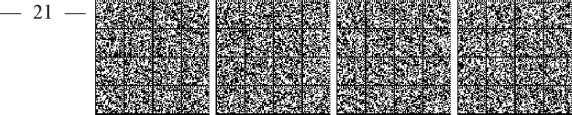 — 21 —